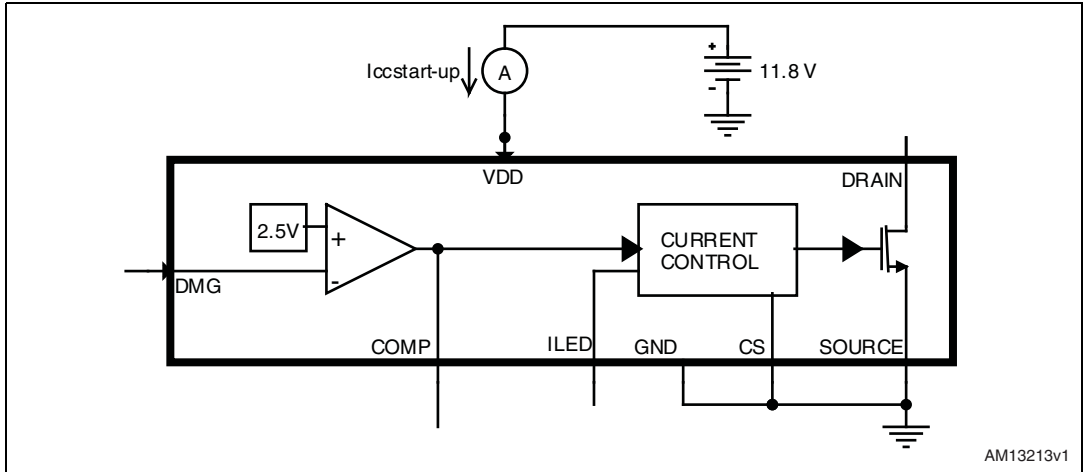 Iccstart-up
A
+
-
11.8 V
VDD
DRAIN
2.5V
+
-
CURRENT
CONTROL
DMG
COMP
ILED
GND
CS
SOURCE
AM13213v1